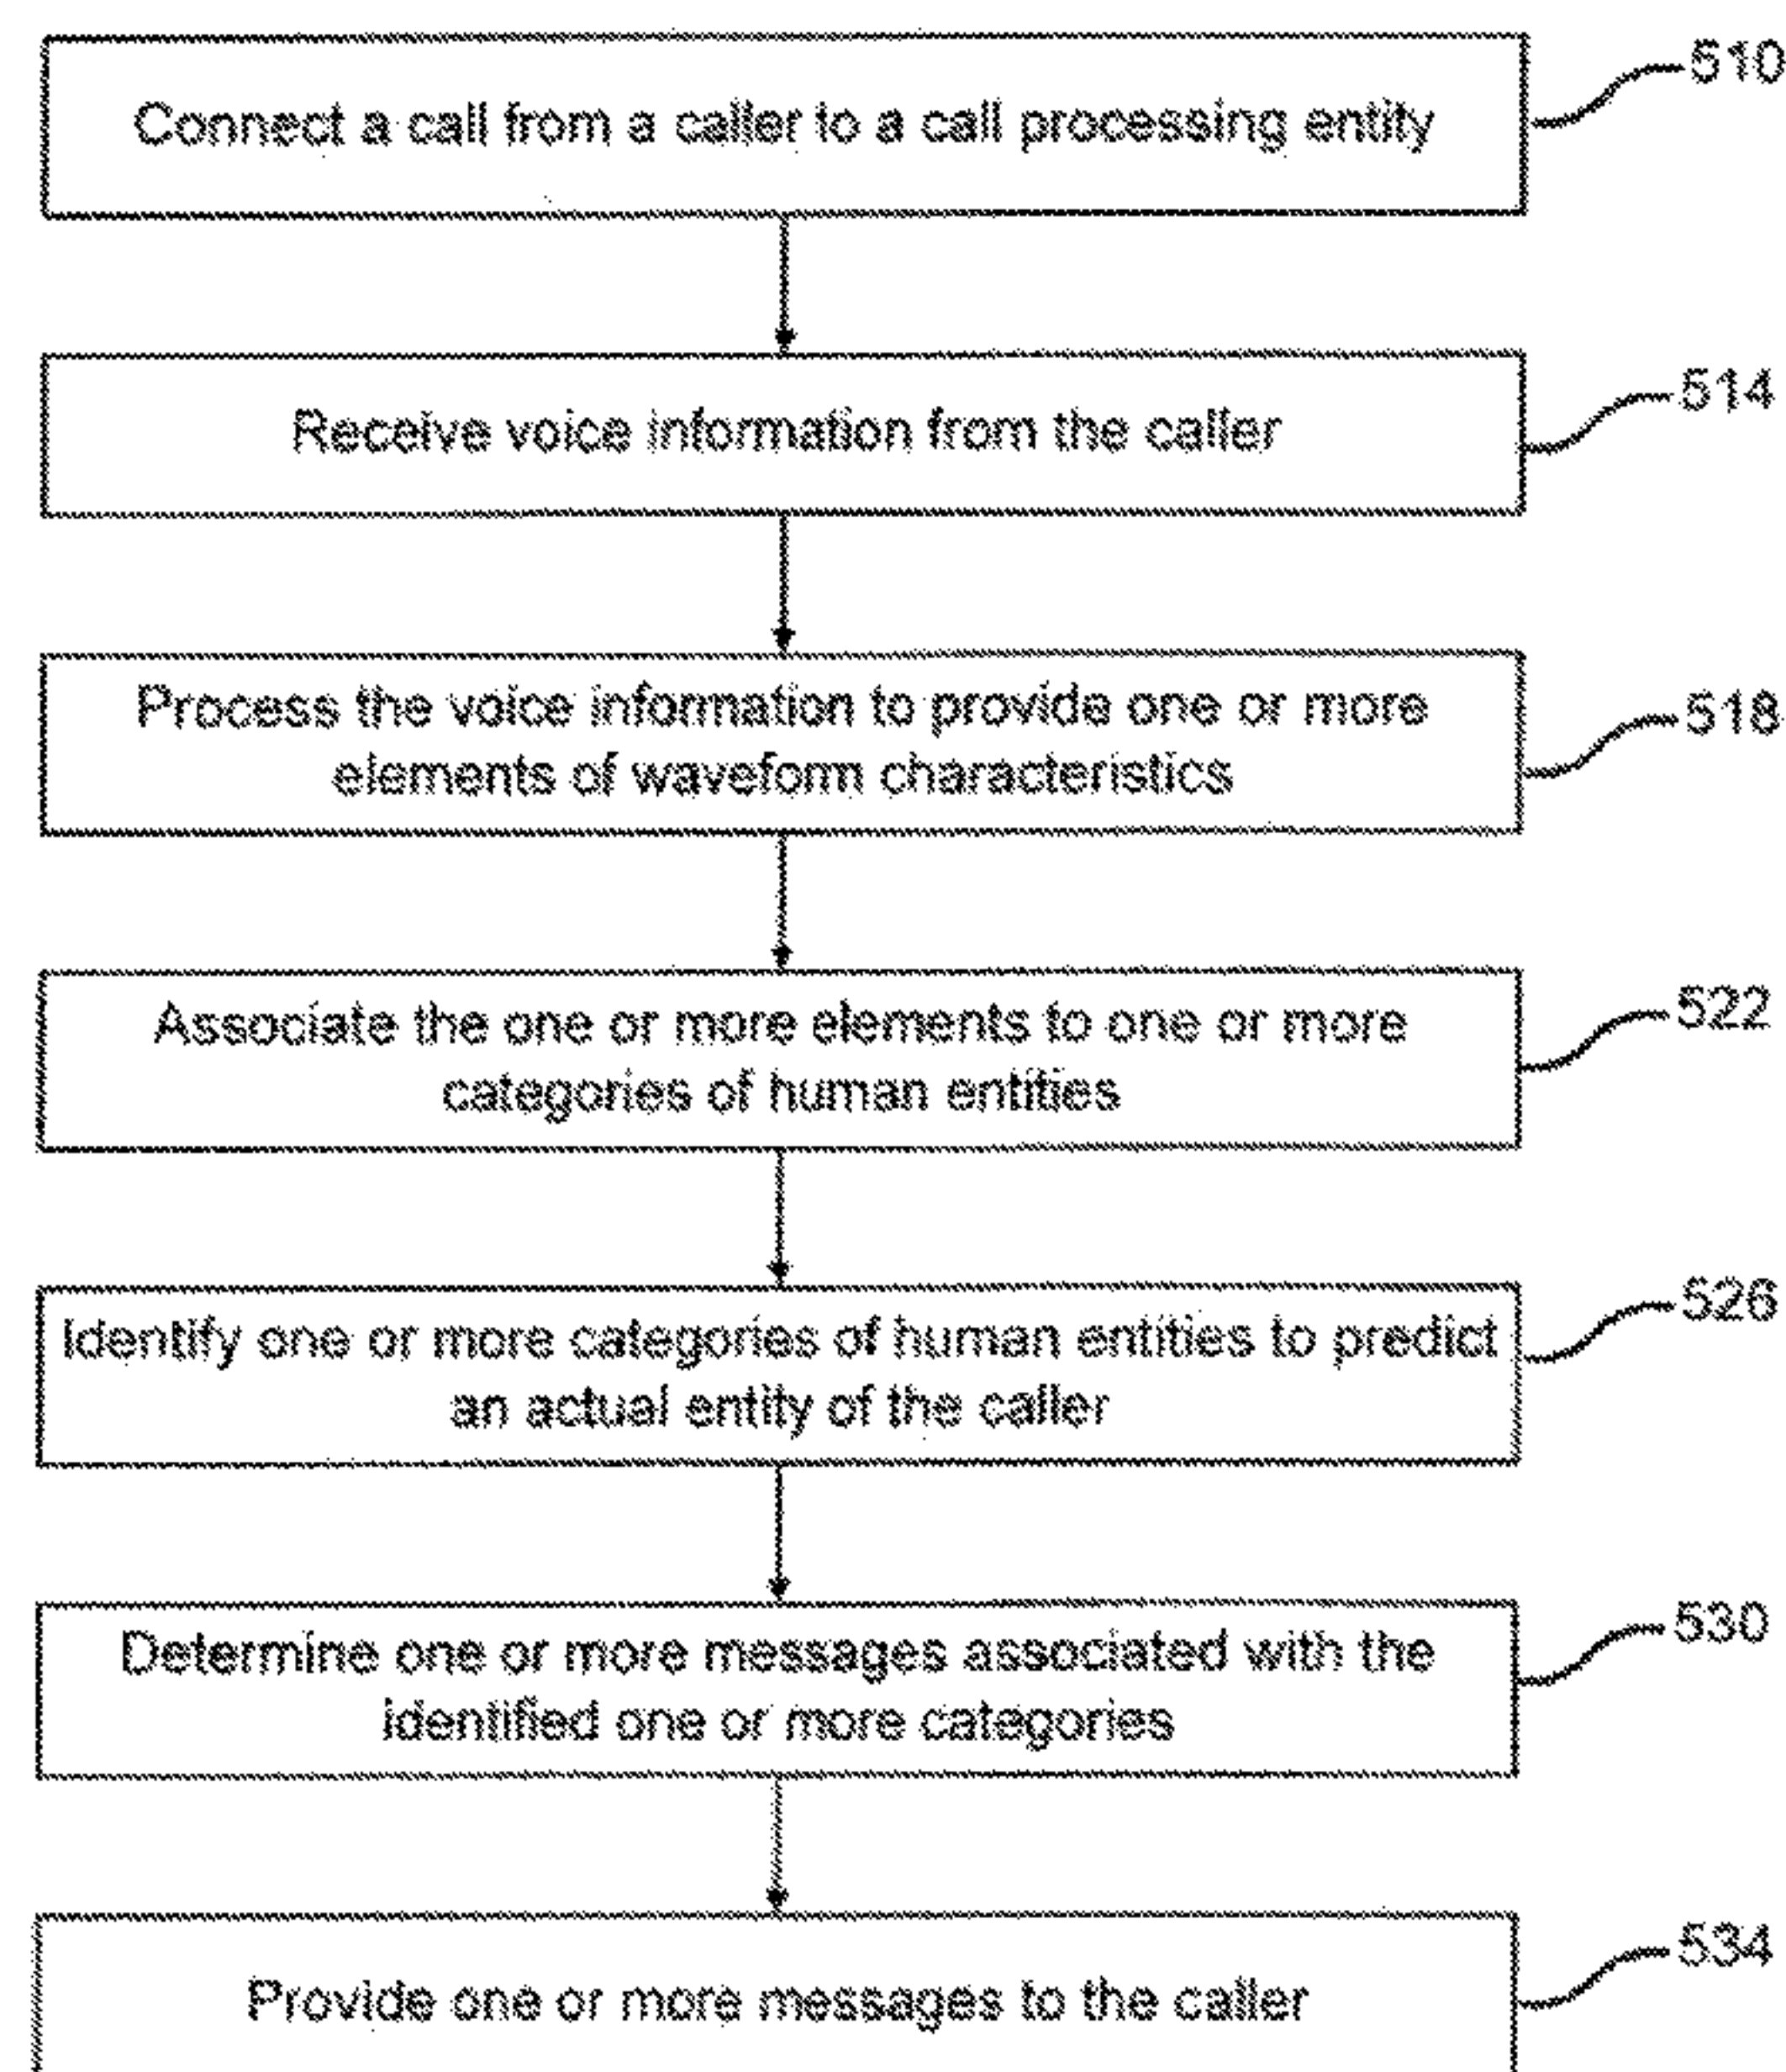 Connect a call from a caller to a call processing entity
510
Receive voice information from the caller
514
Process the voice information to provide one or more
elements of waveform characteristics
518
Associate the one or more elements to one or more
categories of human entities
522
Identify one or more categories of human entities to predict
an actual entity of the caller
526
Determine one or more messages associated with the
identified one or more categories
530
Provide one or more messages to the caller
534